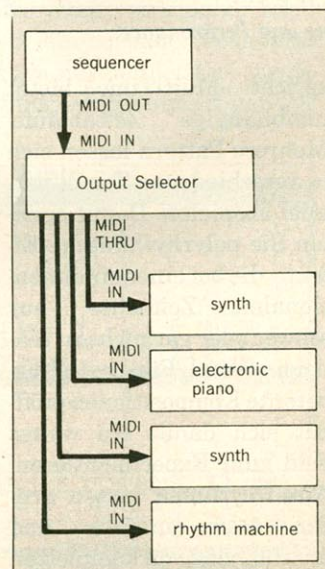 sequencer
MIDI OUT
MIDI IN
Output Selector
MIDI
THRU
MIDI
IN
synth
MIDI
IN
electronic
piano
MIDI
IN
synth
MIDI
IN
rhythm machine